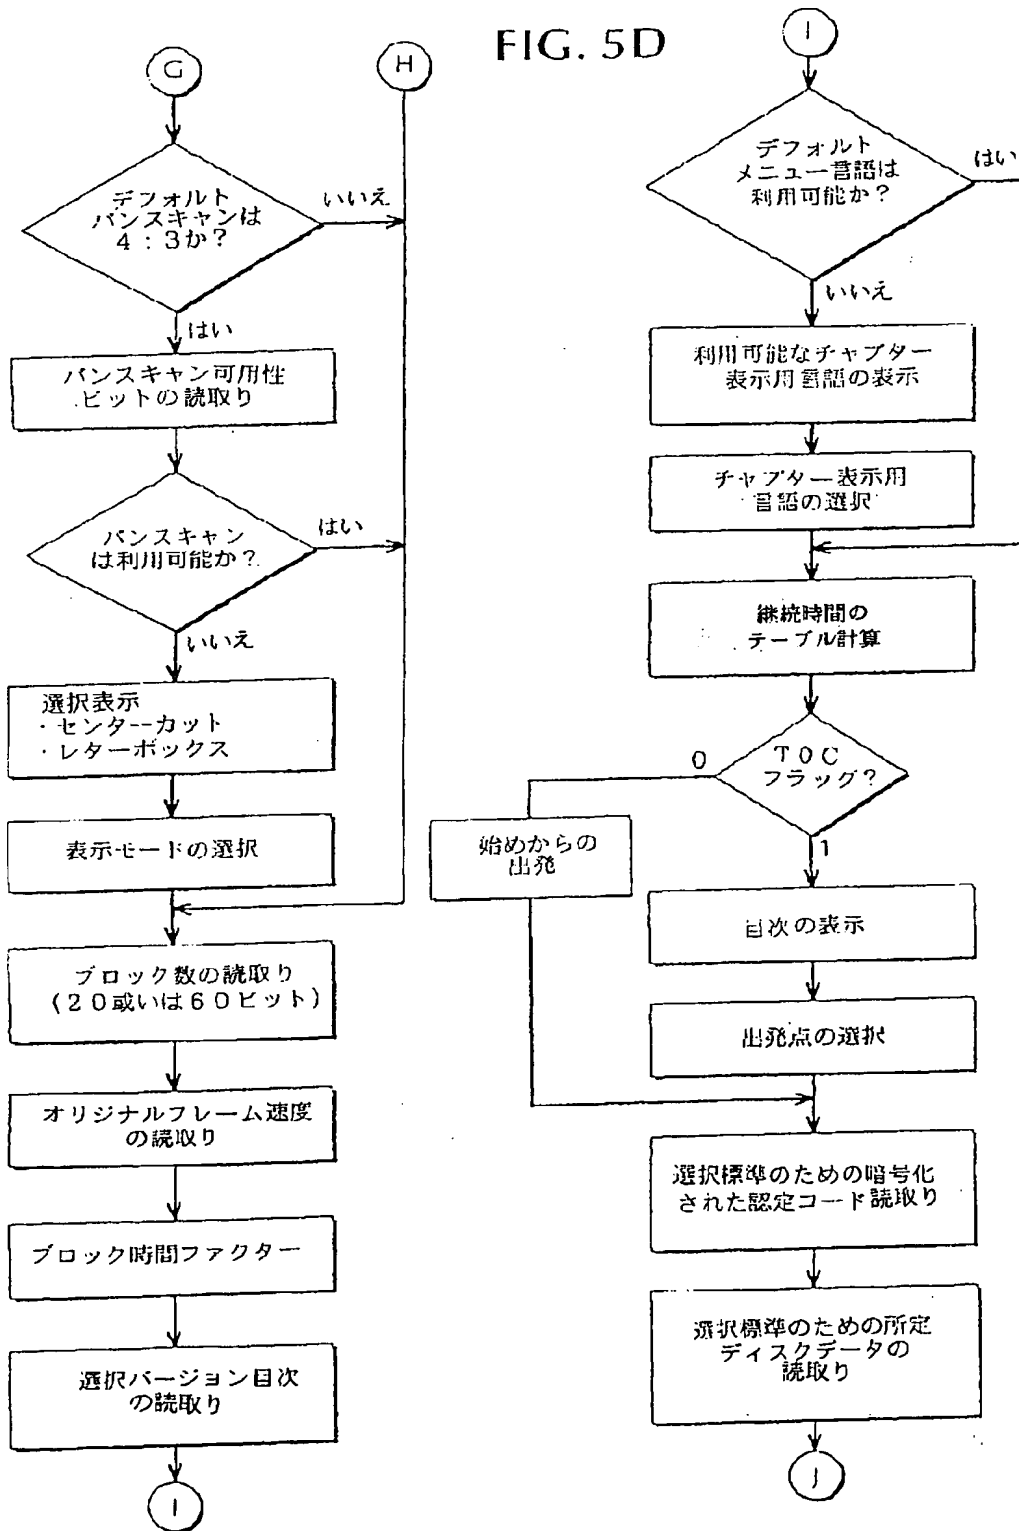 FIG. 5D
G
H
デフォルト
パンスキャンは
4:3か?
いいえ
はい
パンスキャン可用性
ビットの読取り
パンスキャン
は利用可能か?
はい
いいえ
選択表示
・センターカット
・レターボックス
表示モードの選択
ブロック数の読取り
(20或いは60ビット)
オリジナルフレーム速度
の読取り
ブロック時間ファクター
選択バージョン目次
の読取り
I
I
デフォルト
メニュー言語は
利用可能か?
はい
いいえ
利用可能なチャプター
表示用言語の表示
チャプター表示用
言語の選択
継続時間の
テーブル計算
TOC
フラッグ?
0
1
始めからの
出発
目次の表示
出発点の選択
選択標準のための暗号化
された認定コード読取り
選択標準のための所定
ディスクデータの
読取り
J